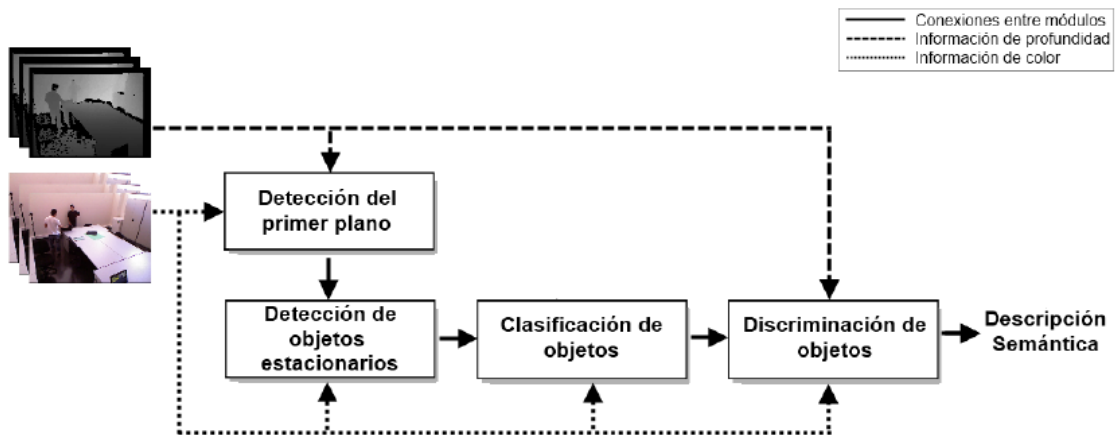 Conexiones entre módulos
Información de profundidad
Información de color
Detección del
primer plano
Detección de
objetos
estacionarios
Clasificación de
objetos
Discriminación de
objetos
Descripción
Semántica